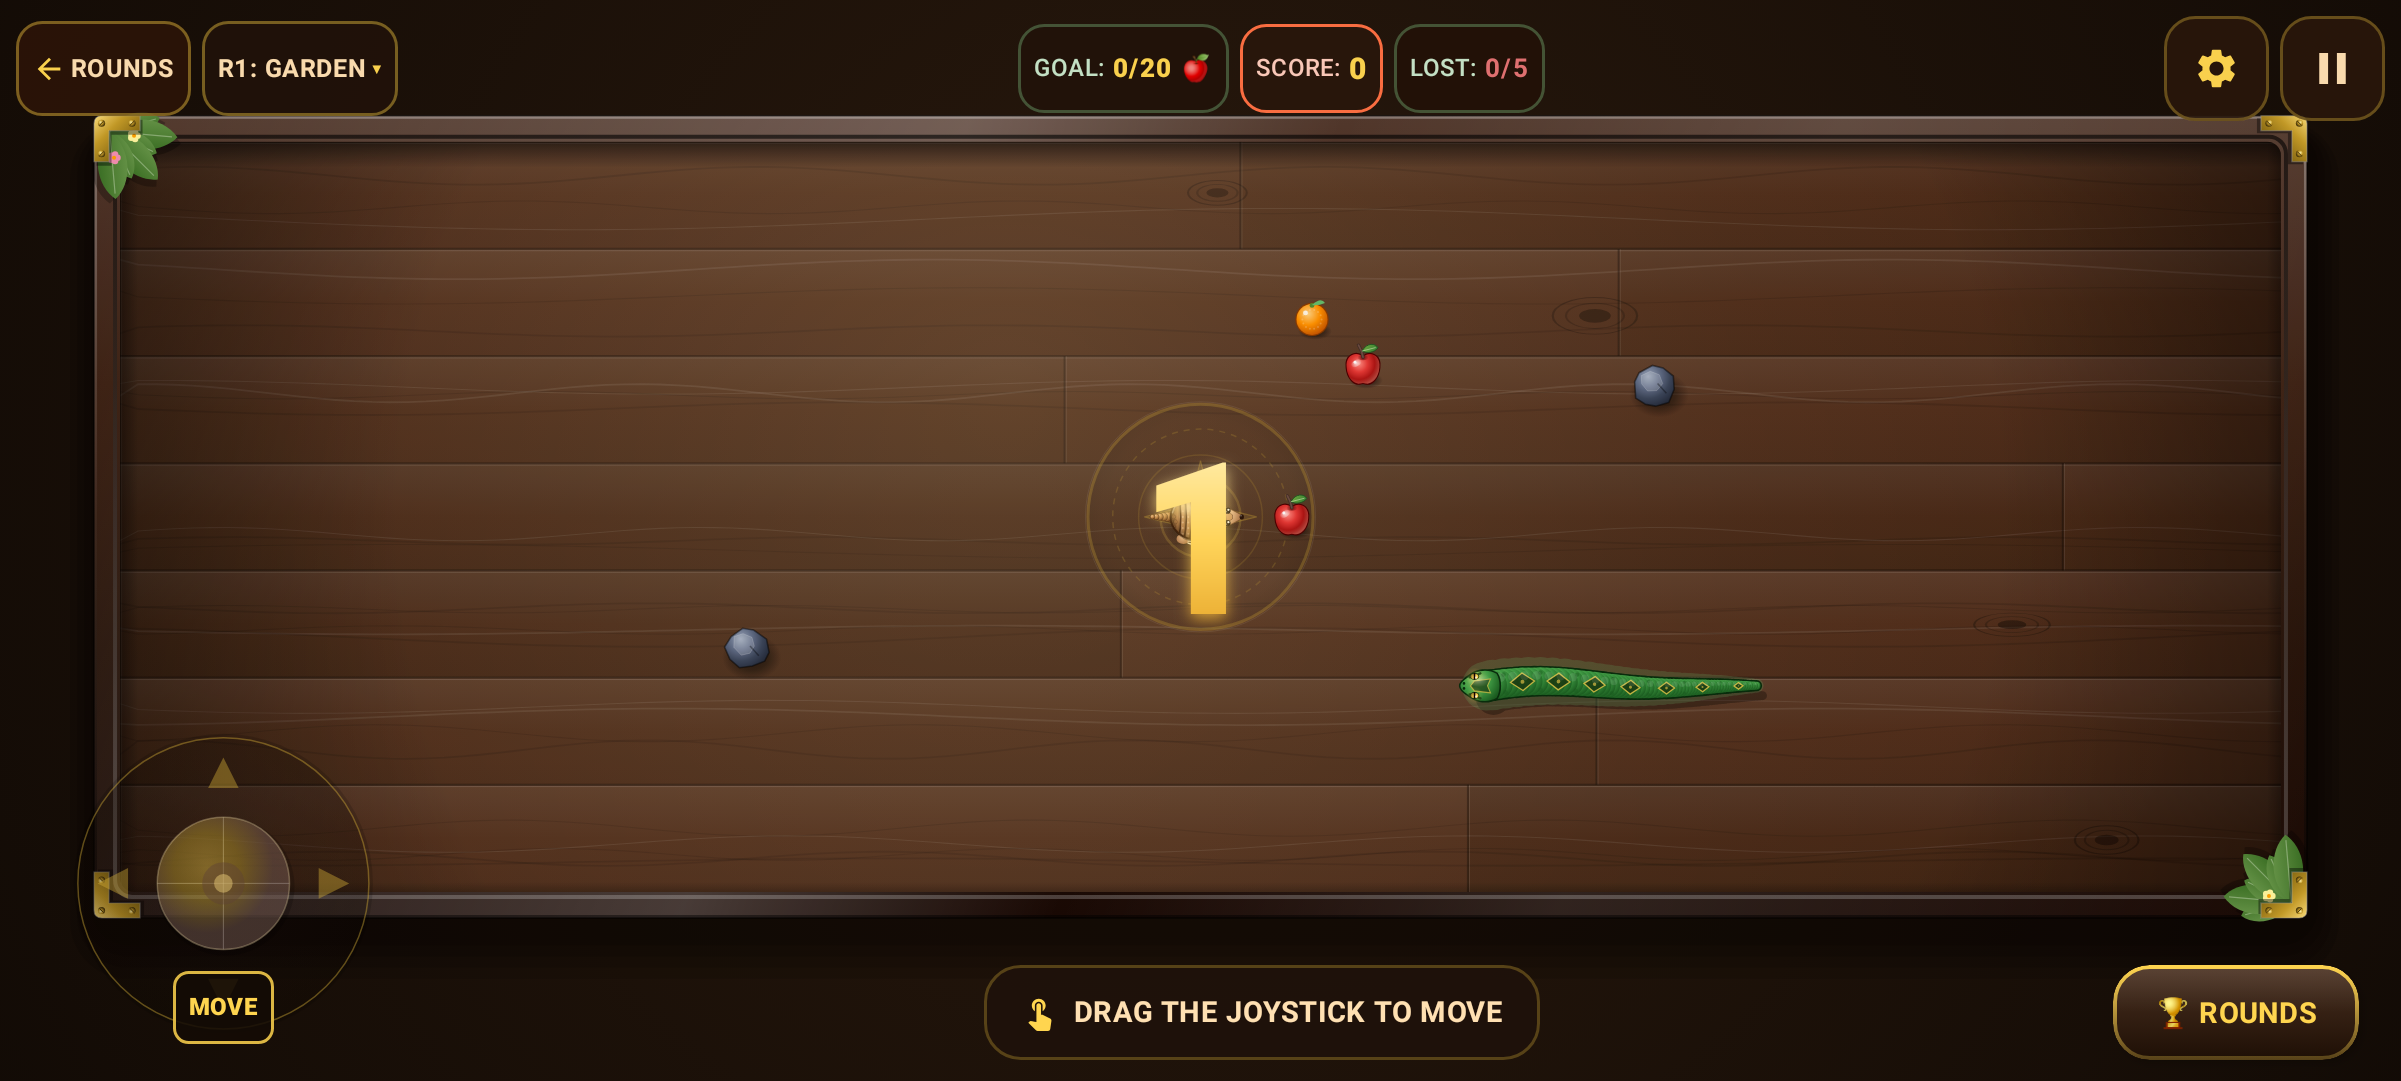 ROUNDS
R1: GARDEN
GOAL: 0/20
SCORE: 0
LOST: 0/5
1
MOVE
DRAG THE JOYSTICK TO MOVE
ROUNDS